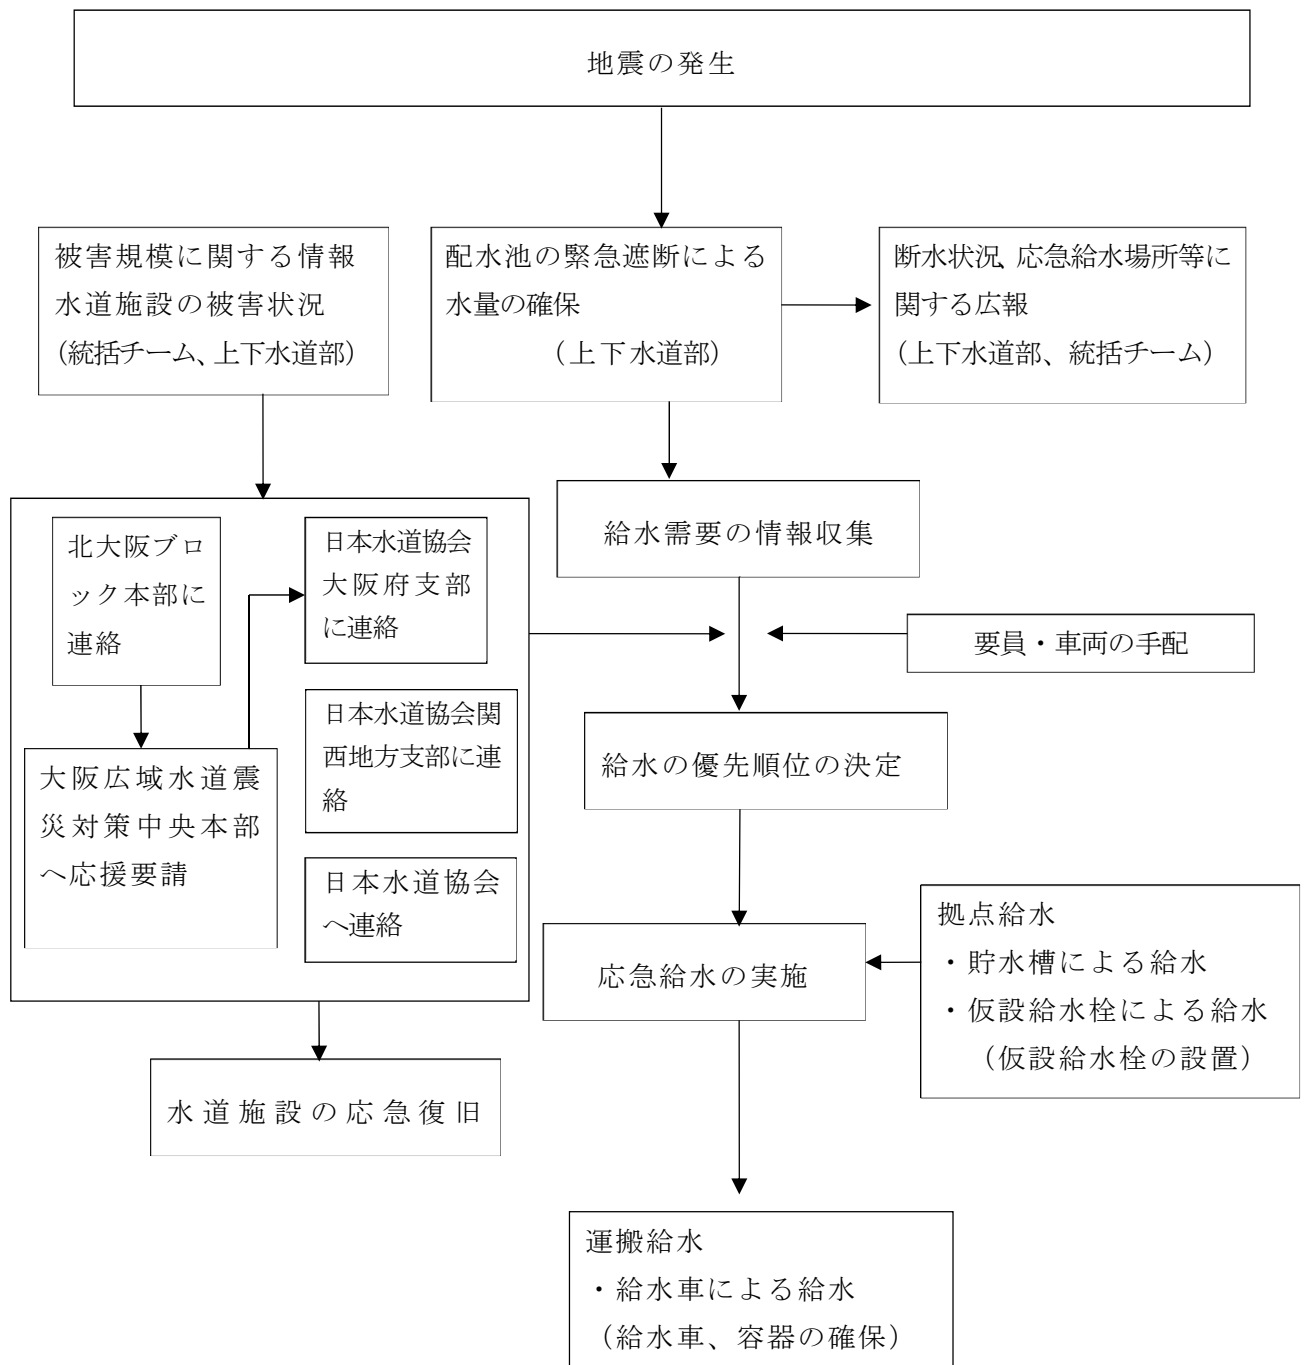 地震の発生
被害規模に関する情報
水道施設の被害状況
(統括チーム、上下水道部)
配水池の緊急遮断による
水量の確保
（上下水道部）
断水状況、応急給水場所等に
関する広報
(上下水道部、統括チーム)
北大阪ブロ
ック本部に
連絡
日本水道協会
大阪府支部
に連絡
給水需要の情報収集
要員・車両の手配
日本水道協会関
西地方支部に連
絡
大阪広域水道震
災対策中央本部
へ応援要請
給水の優先順位の決定
日本水道協会
へ連絡
応急給水の実施
拠点給水
・貯水槽による給水
・仮設給水栓による給水
（仮設給水栓の設置）
水道施設の応急復旧
運搬給水
・給水車による給水
（給水車、容器の確保）